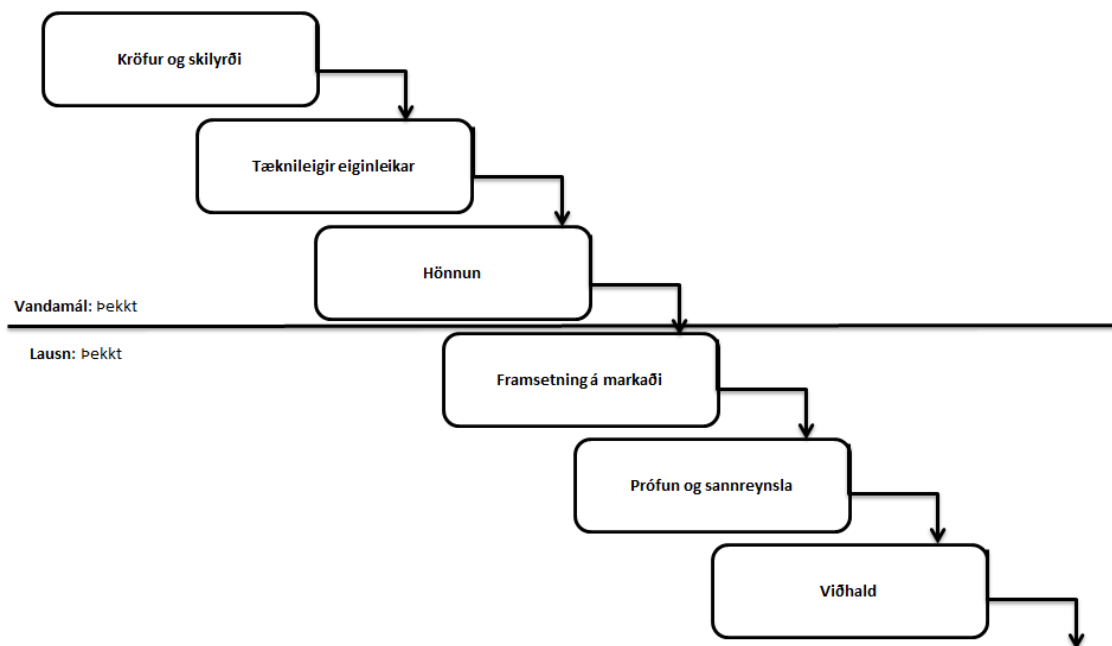 Kröfur og skilyrði
Tæknileigir eiginleikar
Hönnun
Vandamál: Þekkt
Lausn: Þekkt
Framsetning á markaði
Prófun og sannreynsla
Viðhald